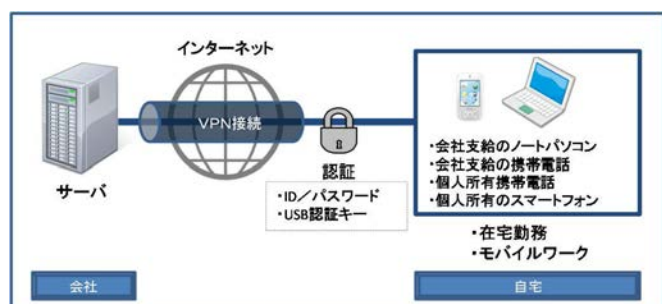 インターネット
VPN接続
サーバ
認証
・ID／パスワード
・USB認証キー
・会社支給のノートパソコン
・会社支給の携帯電話
・個人所有携帯電話
・個人所有のスマートフォン
・在宅勤務
・モバイルワーク
会社
自宅